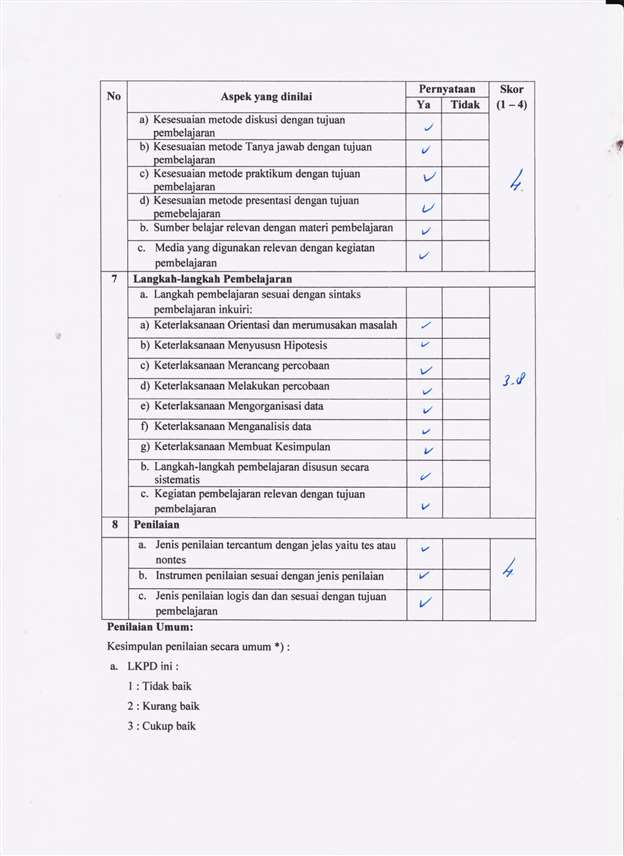 No Aspek yang dinilai Pernyataan Skor
Ya Tidak (1 – 4)
a) Kesesuaian metode diskusi dengan tujuan
pembelajaran ✓
b) Kesesuaian metode Tanya jawab dengan tujuan
pembelajaran ✓
c) Kesesuaian metode praktikum dengan tujuan
pembelajaran ✓ 4
d) Kesesuaian metode presentasi dengan tujuan
pemebelajaran ✓
b. Sumber belajar relevan dengan materi pembelajaran ✓
c. Media yang digunakan relevan dengan kegiatan
pembelajaran ✓
7 Langkah-langkah Pembelajaran
a. Langkah pembelajaran sesuai dengan sintaks
pembelajaran inkuiri:
a) Keterlaksanaan Orientasi dan merumusakan masalah ✓
b) Keterlaksanaan Menyususn Hipotesis ✓
c) Keterlaksanaan Merancang percobaan ✓ 3.8
d) Keterlaksanaan Melakukan percobaan ✓
e) Keterlaksanaan Mengorganisasi data ✓
f) Keterlaksanaan Menganalisis data ✓
g) Keterlaksanaan Membuat Kesimpulan ✓
b. Langkah-langkah pembelajaran disusun secara
sistematis ✓
c. Kegiatan pembelajaran relevan dengan tujuan
pembelajaran ✓
8 Penilaian
a. Jenis penilaian tercantum dengan jelas yaitu tes atau
nontes ✓ 4
b. Instrumen penilaian sesuai dengan jenis penilaian ✓
c. Jenis penilaian logis dan dan sesuai dengan tujuan
pembelajaran ✓
Penilaian Umum:
Kesimpulan penilaian secara umum *) :
a. LKPD ini :
1 : Tidak baik
2 : Kurang baik
3 : Cukup baik